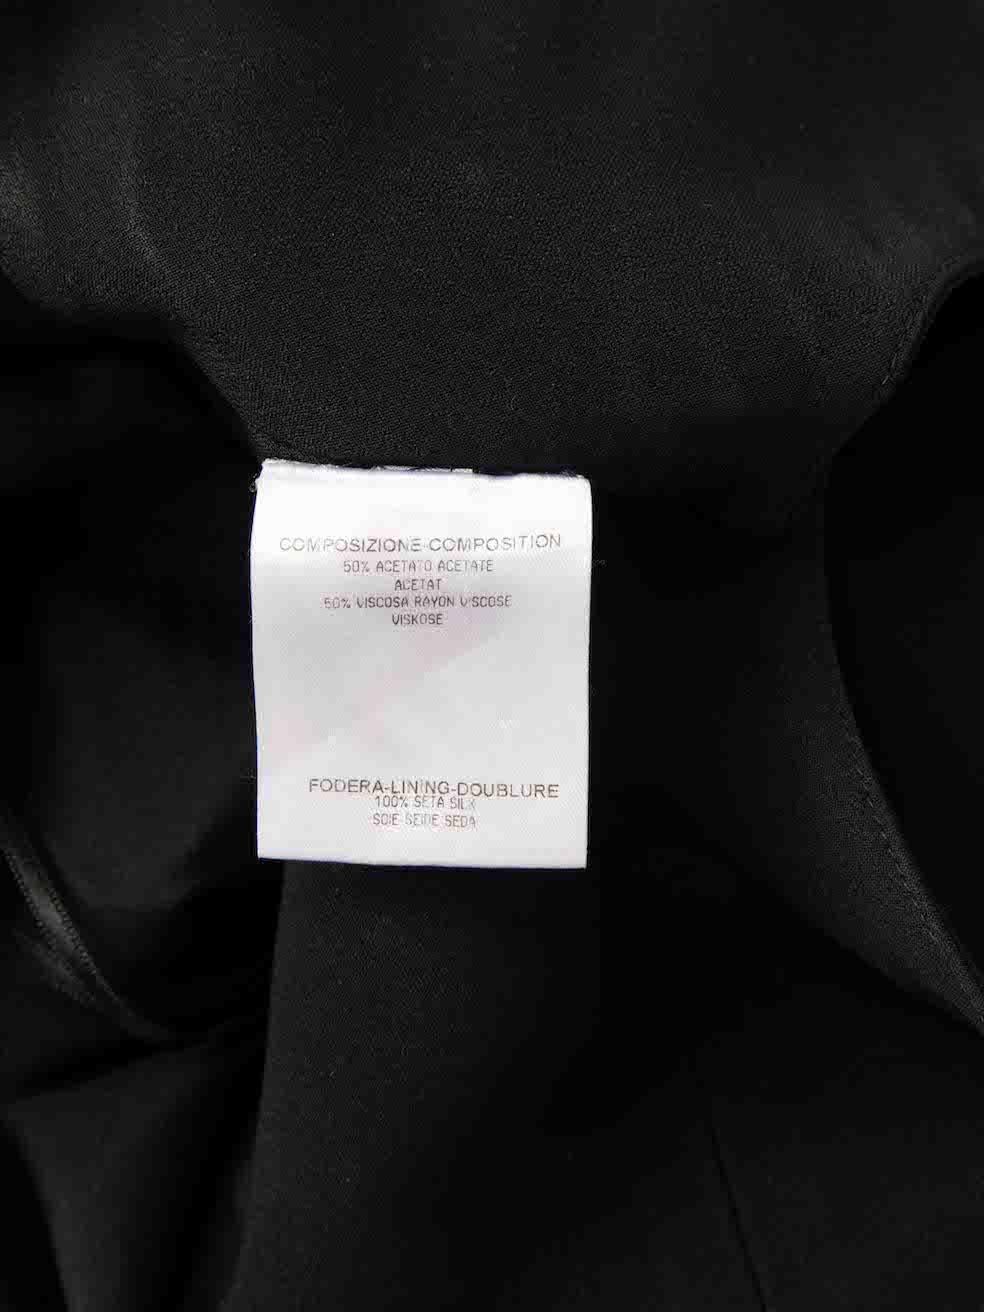 COMPOSIZIONE-COMPOSITION
50% ACETATO ACETATE
ACETAT
50% VISCOSA RAYON VISCOSE
VISKOSE
FODERA-LINING-DOUBLURE
100% SETA SILK
SOIE SEIDE SEDA